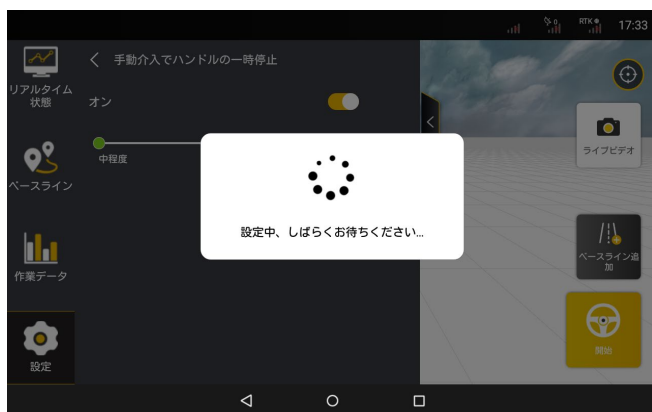 0
RTK
17:33
手動介入でハンドルの一時停止
リアルタイム
状態
オン
中程度
ベースライン
作業データ
設定
設定中、しばらくお待ちください...
ライブビデオ
ベースライン追
加
開始